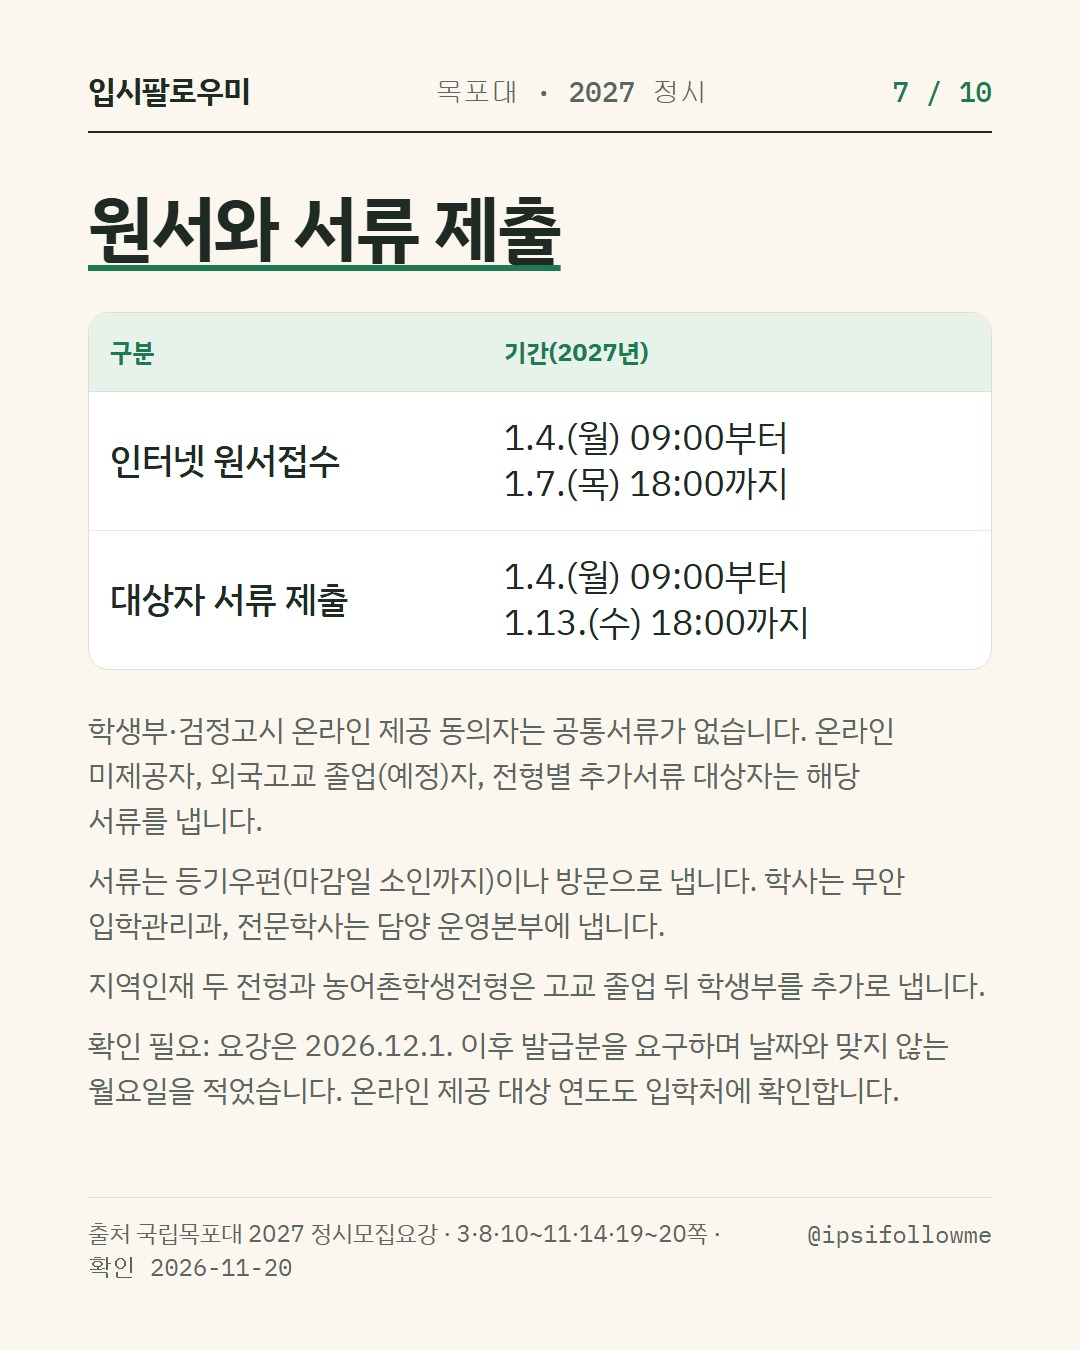 입시팔로우미
목포대 · 2027 정시
7 / 10
원서와 서류 제출
구분
기간(2027년)
인터넷 원서접수
1.4.(월) 09:00부터
1.7.(목) 18:00까지
대상자 서류 제출
1.4.(월) 09:00부터
1.13.(수) 18:00까지
학생부·검정고시 온라인 제공 동의자는 공통서류가 없습니다. 온라인
미제공자, 외국고교 졸업(예정)자, 전형별 추가서류 대상자는 해당
서류를 냅니다.
서류는 등기우편(마감일 소인까지)이나 방문으로 냅니다. 학사는 무안
입학관리과, 전문학사는 담양 운영본부에 냅니다.
지역인재 두 전형과 농어촌학생전형은 고교 졸업 뒤 학생부를 추가로 냅니다.
확인 필요: 요강은 2026.12.1. 이후 발급분을 요구하며 날짜와 맞지 않는
월요일을 적었습니다. 온라인 제공 대상 연도도 입학처에 확인합니다.
출처 국립목포대 2027 정시모집요강 · 3·8·10~11·14·19~20쪽 ·
확인 2026-11-20
@ipsifollowme